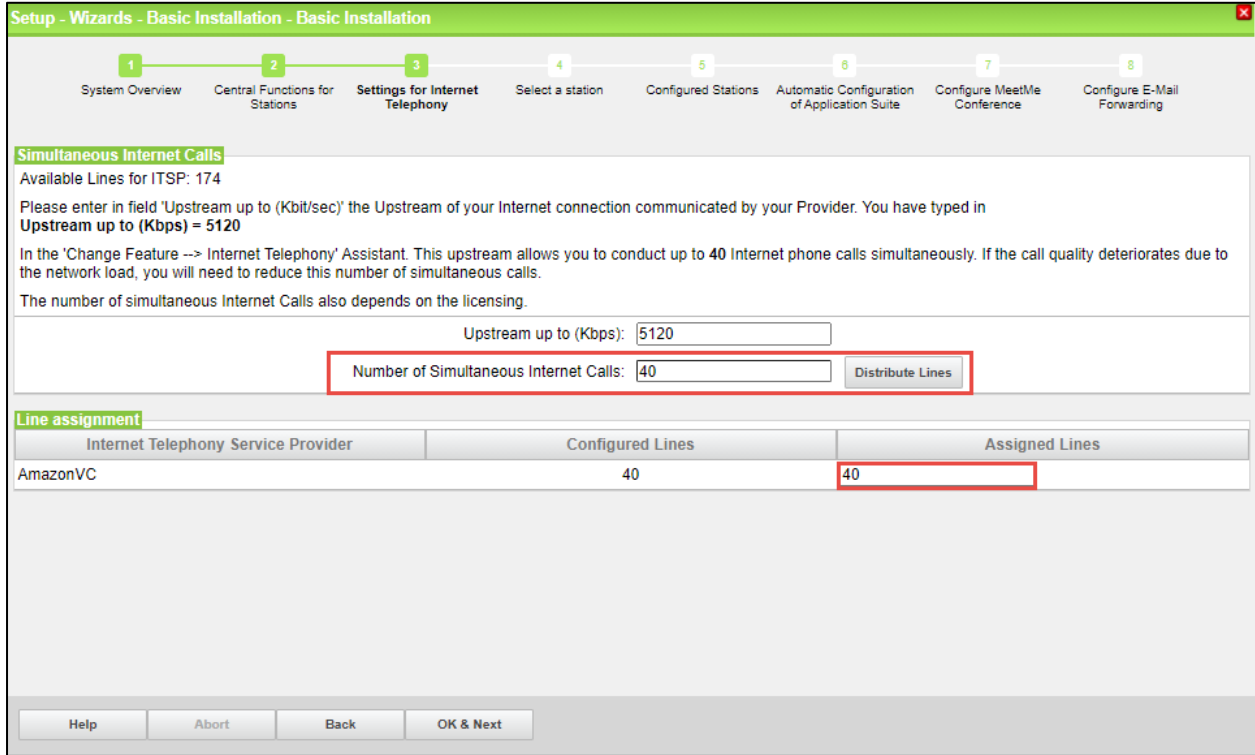 Setup - Wizards - Basic Installation - Basic Installation
1
2
3
4
5
6
7
8
System Overview
Central Functions for
Stations
Settings for Internet
Telephony
Select a station
Configured Stations
Automatic Configuration
of Application Suite
Configure MeetMe
Conference
Configure E-Mail
Forwarding
Simultaneous Internet Calls
Available Lines for ITSP: 174
Please enter in field 'Upstream up to (Kbit/sec)' the Upstream of your Internet connection communicated by your Provider. You have typed in
Upstream up to (Kbps) = 5120
In the 'Change Feature --> Internet Telephony' Assistant. This upstream allows you to conduct up to 40 Internet phone calls simultaneously. If the call quality deteriorates due to
the network load, you will need to reduce this number of simultaneous calls.
The number of simultaneous Internet Calls also depends on the licensing.
Upstream up to (Kbps): 5120
Number of Simultaneous Internet Calls: 40 Distribute Lines
Line assignment
Internet Telephony Service Provider Configured Lines Assigned Lines
AmazonVC 40 40
Help Abort Back OK & Next